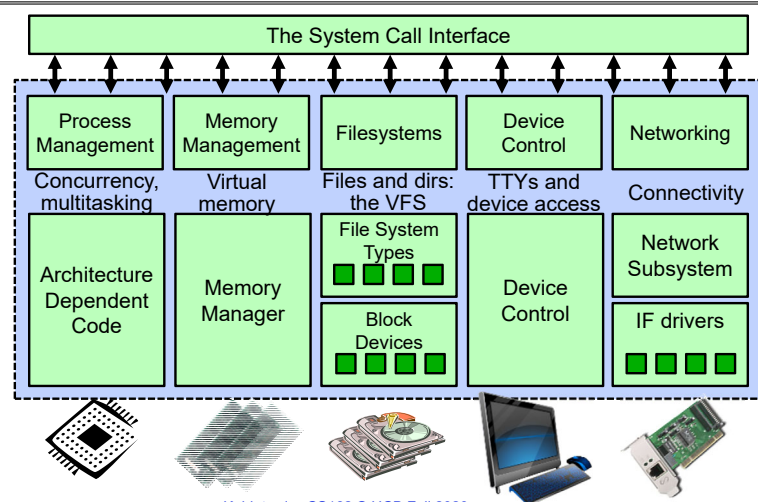 The System Call Interface
Process
Management
Memory
Management
Filesystems
Device
Control
Networking
Concurrency,
multitasking
Virtual
memory
Files and dirs:
the VFS
TTYs and
device access
Connectivity
Architecture
Dependent
Code
Memory
Manager
File System
Types
Block
Devices
Device
Control
Network
Subsystem
IF drivers